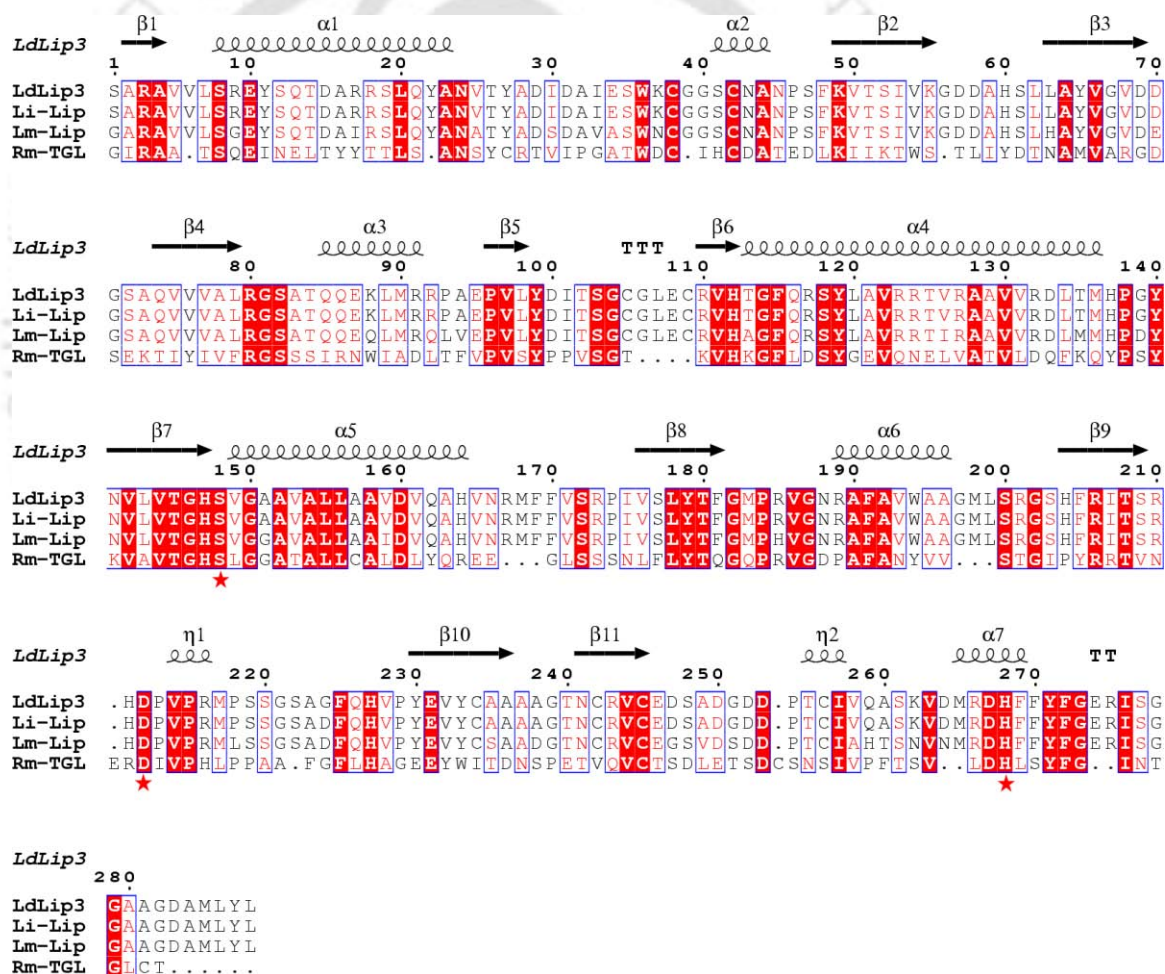 β1 α1 α2 β2 β3
LdLip3
1 10 20 30 40 50 60 70
LdLip3 SARAVVLSREYSQTDARRSLQYANVTYADIDAIESWKCGGSCNANPSFKVTSIVKGDDAHSLLAYVGVDD
Li-Lip SARAVVLSREYSQTDARRSLQYANVTYADIDAIESWKCGGSCNANPSFKVTSIVKGDDAHSLLAYVGVDD
Lm-Lip GARAVVLSGEYSQTDAIRSLQYANATYADSDAVASWNCGGSCNANPSFKVTSIVKGDDAHSLHAYVGVDE
Rm-TGL GIRAA.TSQEINELTYYTTLS.ANSYCRTVIPGATWDC.IHCDATEDLKIIKTWS.TLIYDTNAMVARGD
β4 α3 β5 TTT β6 α4
LdLip3
80 90 100 110 120 130 140
LdLip3 GSAQVVVALRGSATQQEKLMRRPAEPVLYDITSGCGLECRVHTGFQRSYLAVRRTVRAAVVRDLTMHPGY
Li-Lip GSAQVVVALRGSATQQEKLMRRPAEPVLYDITSGCGLECRVHTGFQRSYLAVRRTVRAAVVRDLTMHPGY
Lm-Lip GSAQVVVALRGSATQQEQLMRQLVEPVLYDITSGCGLECRVHAGFQRSYLAVRRTIRAAVVRDLMMHPDY
Rm-TGL SEKTIYIVFRGSSSIRNWIADLTFVPVSYPPVSGT....KVHKGFLDSYGEVQNELVATVLDQFKQYPSY
β7 α5 β8 α6 β9
LdLip3
150 160 170 180 190 200 210
LdLip3 NVLVTGHSVGAAVALLAAVDVQAHVNRMFFVSRPIVSLYTFGMPRVGNRAFAVWAAGMLSRGSHFRITSR
Li-Lip NVLVTGHSVGAAVALLAAVDVQAHVNRMFFVSRPIVSLYTFGMPRVGNRAFAVWAAGMLSRGSHFRITSR
Lm-Lip NVLVTGHSVGGAVALLAAIDVQAHVNRMFFVSRPIVSLYTFGMPHVGNRAFAVWAAGMLSRGSHFRITSR
Rm-TGL KVAVTGHSLGGATALLCALDLYQREE...GLSSSNLFLYTQGQPRVGDPAFANYVV...STGIPYRRTVN
η1 β10 β11 η2 α7 TT
LdLip3
220 230 240 250 260 270
LdLip3 .HDPVPRMPSSGSAGFQHVPYEVYCAAAAGTNCRVCEDSADGDD.PTCIVQASKVDMRDHFFYFGERISG
Li-Lip .HDPVPRMPSSGSAGFQHVPYEVYCAAAAGTNCRVCEDSADGDD.PTCIVQASKVDMRDHFFYFGERISG
Lm-Lip .HDPVPRMLSSGSADFQHVPYEVYCSAADGTNCRVCEGSVDSDD.PTCIAHTSNVNMRDHFFYFGERISG
Rm-TGL ERDIVPHLPPAA.FGFLHAGEEYWITDNSPETVQVCTSDLETSDCSNSIVPFTSV..LDHLSYFG..INT
LdLip3
280
LdLip3 GAAGDAMLYL
Li-Lip GAAGDAMLYL
Lm-Lip GAAGDAMLYL
Rm-TGL GLCT......